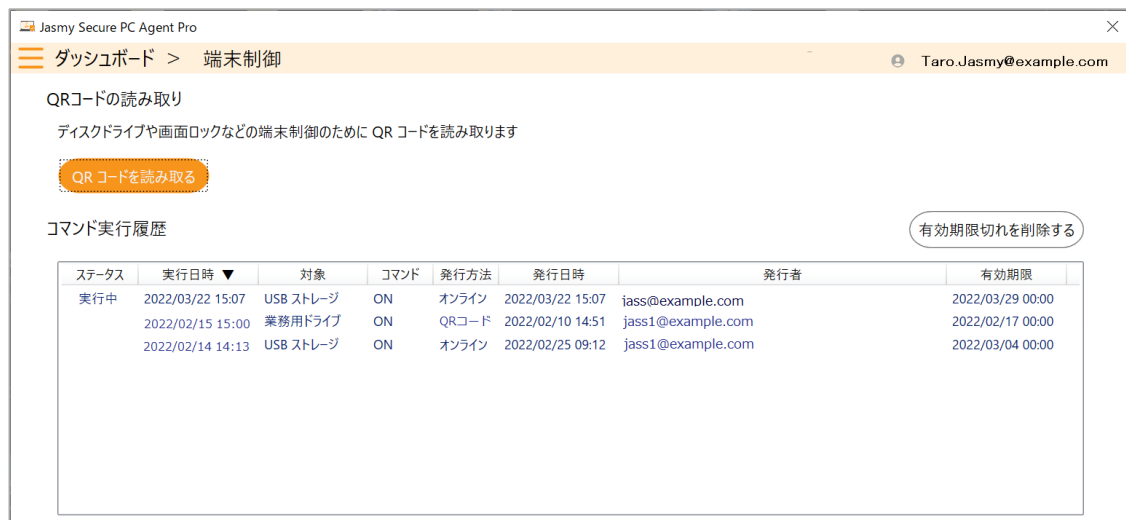 Jasmy Secure PC Agent Pro
ダッシュボード > 端末制御 Taro.Jasmy@example.com
QRコードの読み取り
ディスクドライブや画面ロックなどの端末制御のために QR コードを読み取ります
QR コードを読み取る
コマンド実行履歴 有効期限切れを削除する
ステータス 実行日時 ▼ 対象 コマンド 発行方法 発行日時 発行者 有効期限
実行中 2022/03/22 15:07 USB ストレージ ON オンライン 2022/03/22 15:07 jass@example.com 2022/03/29 00:00
2022/02/15 15:00 業務用ドライブ ON QRコード 2022/02/10 14:51 jass1@example.com 2022/02/17 00:00
2022/02/14 14:13 USB ストレージ ON オンライン 2022/02/25 09:12 jass1@example.com 2022/03/04 00:00